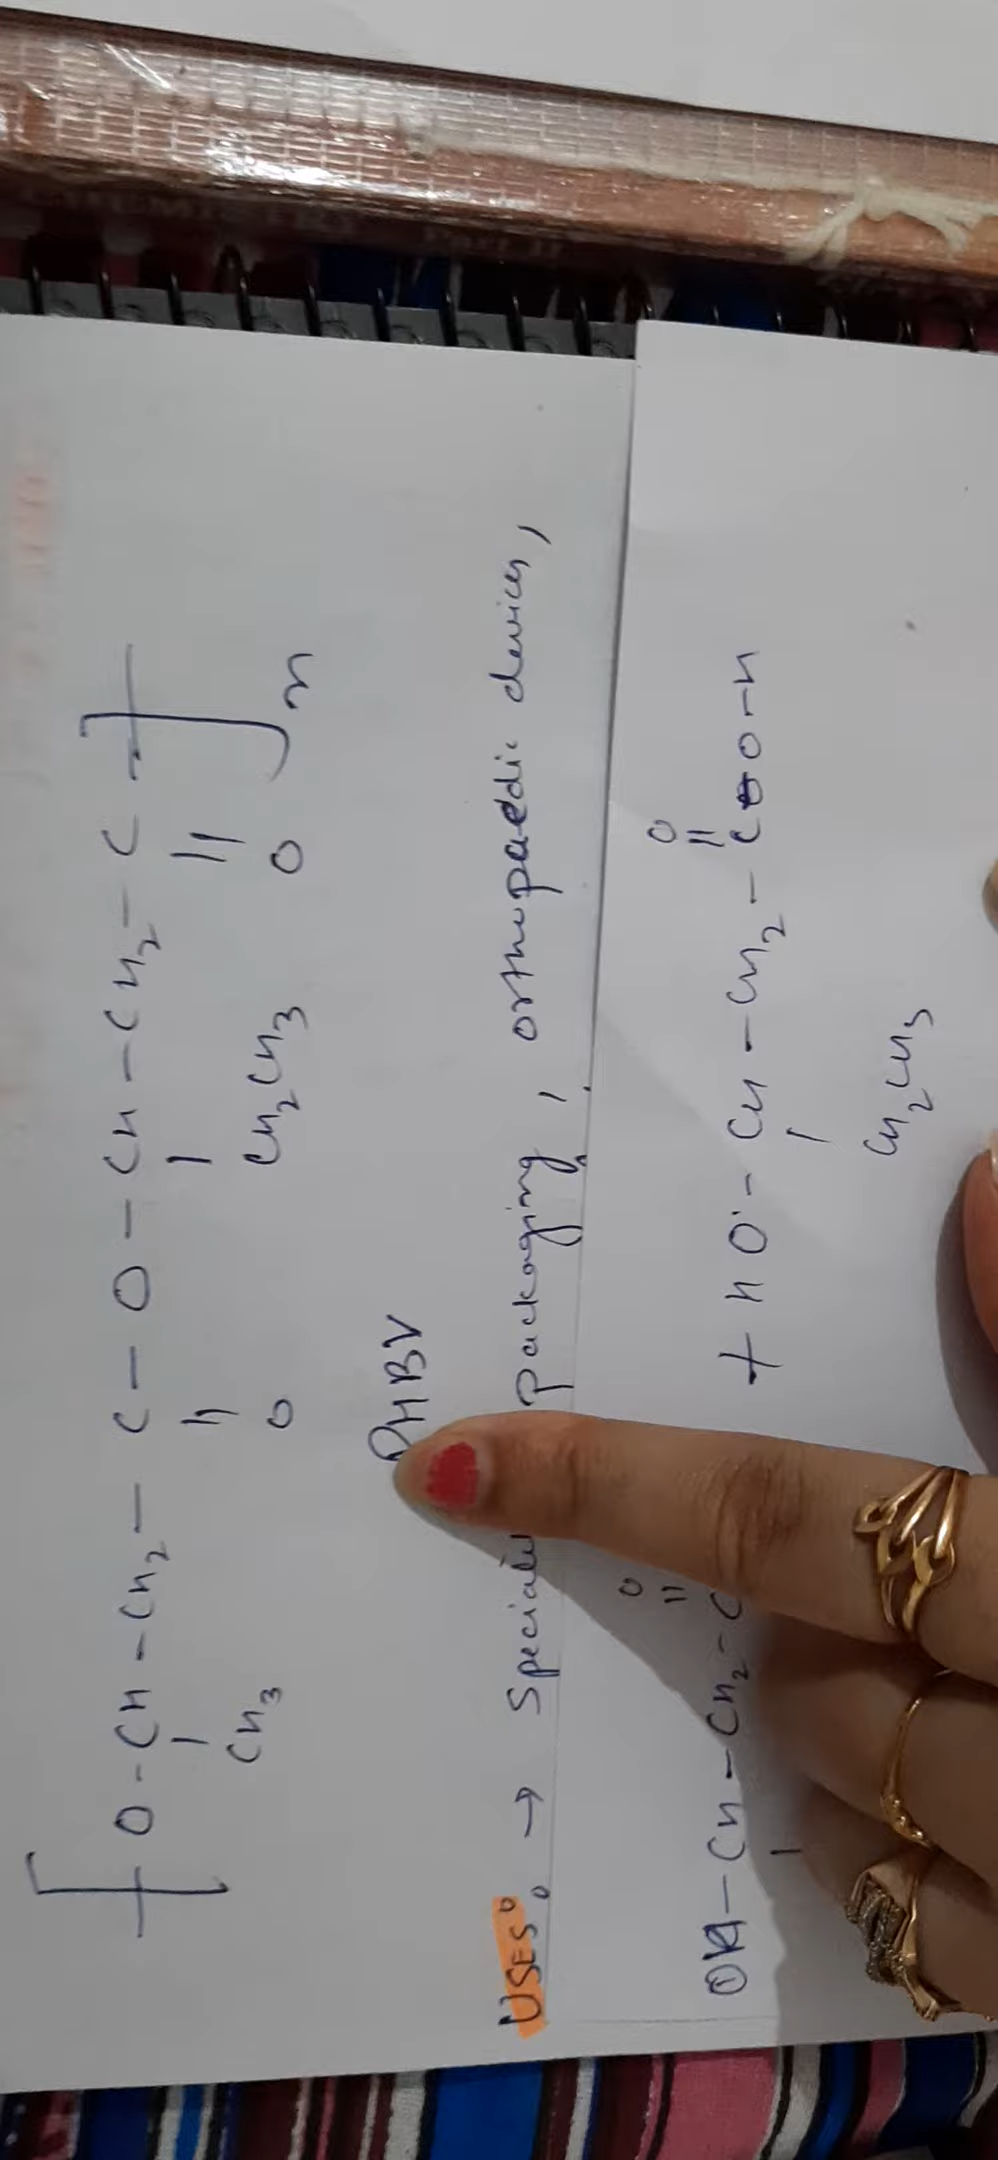 [O-CH-CH2-C-O-CH-CH2-C]n
CH3 O CH2CH3 O
PHBV
USES: → Special packaging, orthopaedic devices,
O O
OH-CH-CH2-C + HO-CH-CH2-C-O-H
CH2CH3